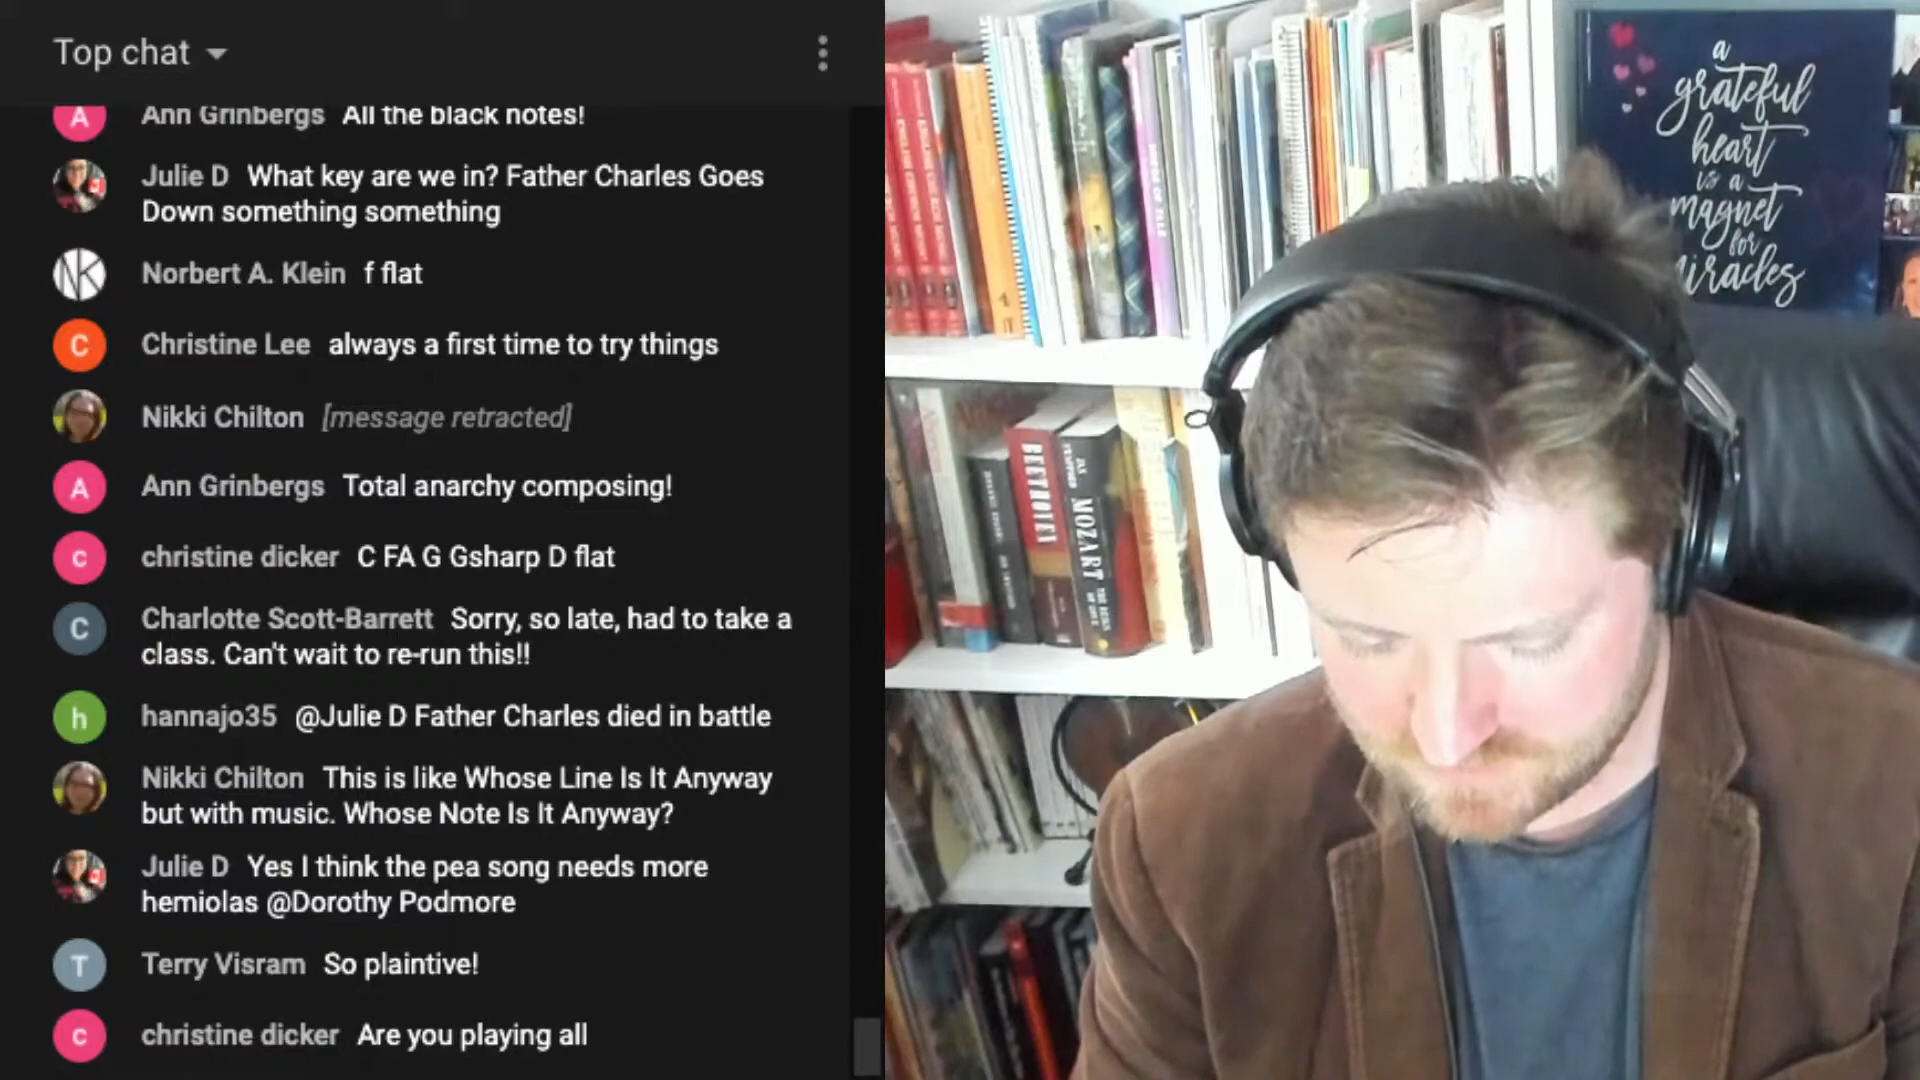 Top chat
A
Ann Grinbergs All the black notes!
Julie D What key are we in? Father Charles Goes
Down something something
NK
Norbert A. Klein f flat
C
Christine Lee always a first time to try things
Nikki Chilton [message retracted]
A
Ann Grinbergs Total anarchy composing!
c
christine dicker C FA G Gsharp D flat
C
Charlotte Scott-Barrett Sorry, so late, had to take a
class. Can't wait to re-run this!!
h
hannajo35 @Julie D Father Charles died in battle
Nikki Chilton This is like Whose Line Is It Anyway
but with music. Whose Note Is It Anyway?
Julie D Yes I think the pea song needs more
hemiolas @Dorothy Podmore
T
Terry Visram So plaintive!
c
christine dicker Are you playing all
a
grateful
heart
is a
magnet
for
miracles
MOZART